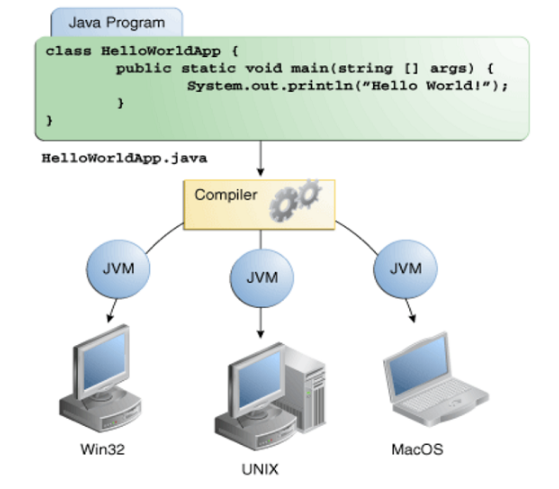 Java Program
class HelloWorldApp {
public static void main(string [] args) {
System.out.println(”Hello World!”);
}
}
HelloWorldApp.java
Compiler
JVM
JVM
JVM
Win32
UNIX
MacOS